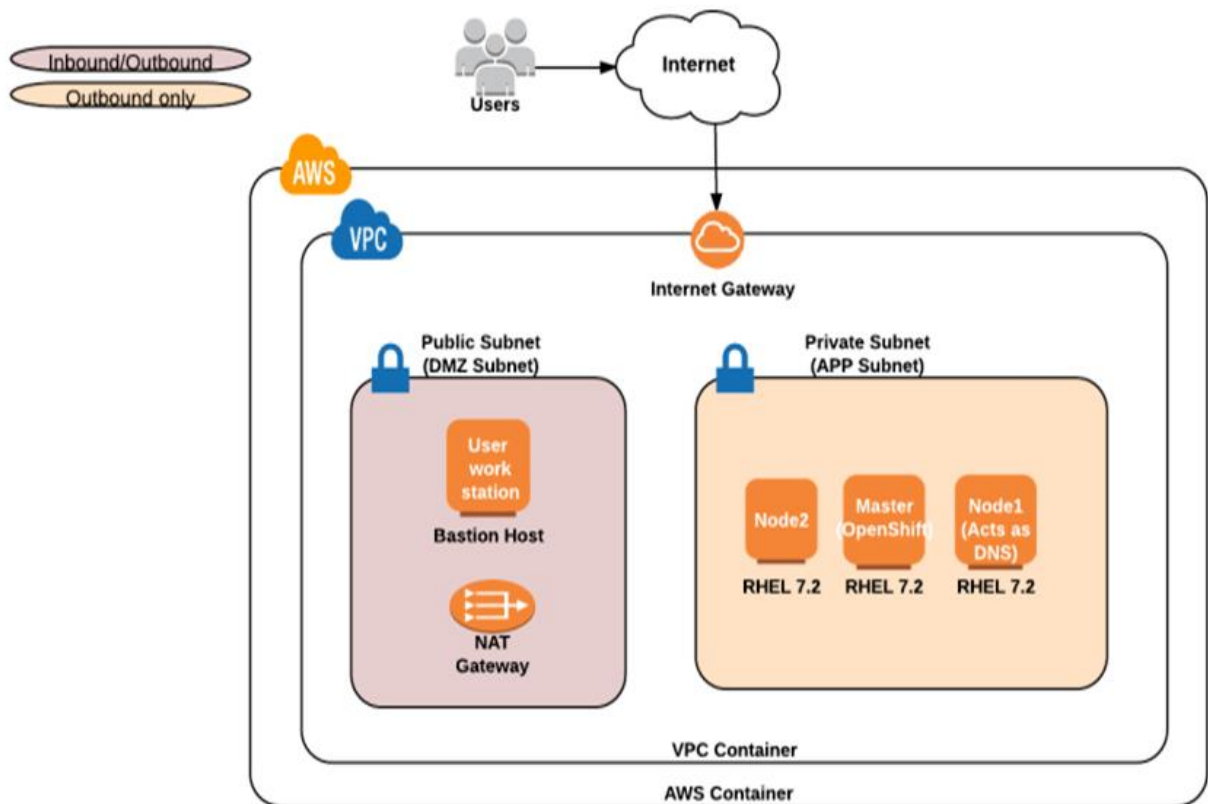 Inbound/Outbound
Outbound only
Users
Internet
AWS
VPC
Internet Gateway
Public Subnet
(DMZ Subnet)
User
work
station
Bastion Host
NAT
Gateway
Private Subnet
(APP Subnet)
Node2
RHEL 7.2
Master
(OpenShift)
RHEL 7.2
Node1
(Acts as
DNS)
RHEL 7.2
VPC Container
AWS Container